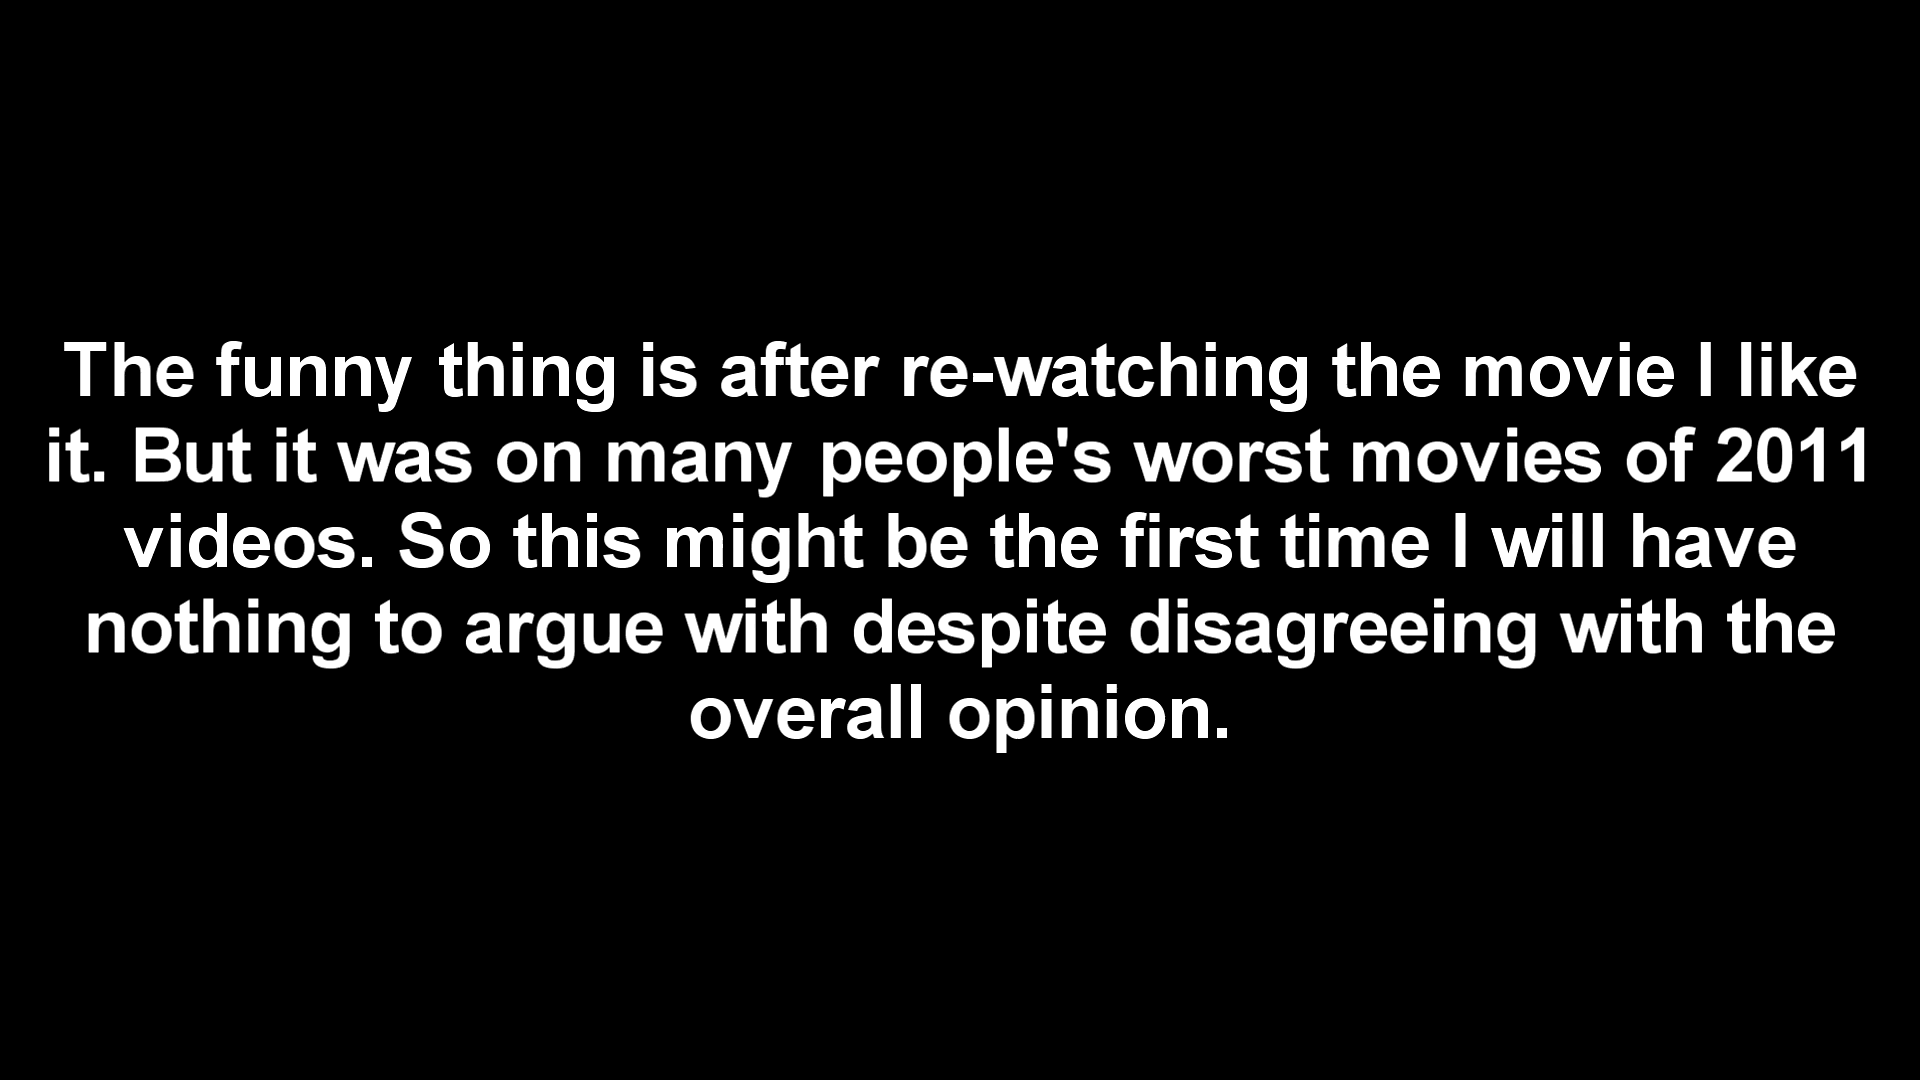 The funny thing is after re-watching the movie I like
it. But it was on many people's worst movies of 2011
videos. So this might be the first time I will have
nothing to argue with despite disagreeing with the
overall opinion.